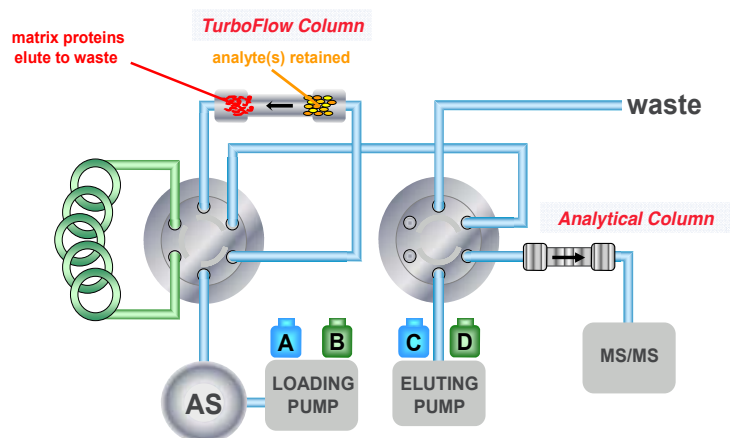 TurboFlow Column
matrix proteins
elute to waste
analyte(s) retained
waste
Analytical Column
A
B
C
D
AS
LOADING
PUMP
ELUTING
PUMP
MS/MS